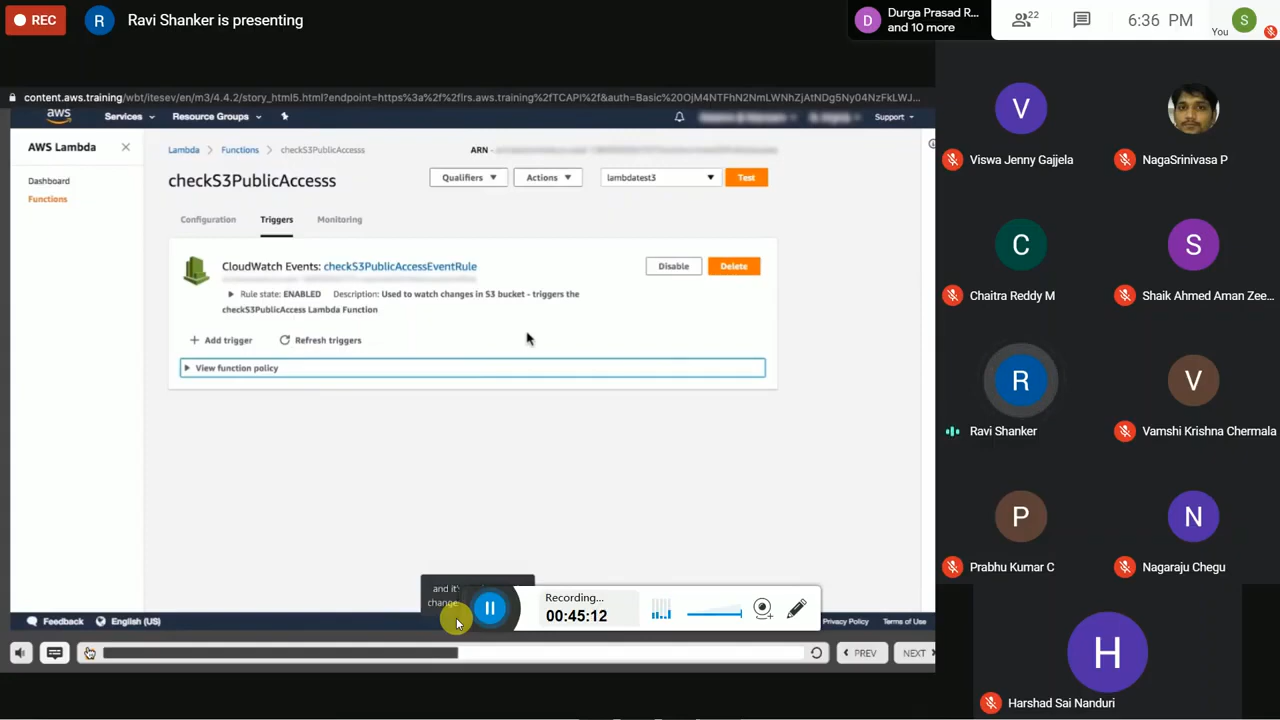 REC
R
Ravi Shanker is presenting
D
Durga Prasad R...
and 10 more
22
6:36 PM
You
S
content.aws.training/wbt/itesev/en/m3/4.4.2/story_html5.html?endpoint=https%3a%2f%2flrs.aws.training%2fTCAPI%2f&auth=Basic%20OjM4NTFhN2NmLWNhZjAtNDg5Ny04NzFkLWJ...
aws
Services
Resource Groups
Support
AWS Lambda
Dashboard
Functions
Lambda
Functions
checkS3PublicAccesss
ARN -
checkS3PublicAccesss
Qualifiers
Actions
lambdatest3
Test
Configuration
Triggers
Monitoring
CloudWatch Events: checkS3PublicAccessEventRule
Disable
Delete
Rule state: ENABLED Description: Used to watch changes in S3 bucket - triggers the
checkS3PublicAccess Lambda Function
Add trigger
Refresh triggers
View function policy
and it's
change
Recording...
00:45:12
Feedback
English (US)
Privacy Policy
Terms of Use
PREV
NEXT
V
Viswa Jenny Gajjela
NagaSrinivasa P
C
Chaitra Reddy M
S
Shaik Ahmed Aman Zee...
R
Ravi Shanker
V
Vamshi Krishna Chermala
P
Prabhu Kumar C
N
Nagaraju Chegu
H
Harshad Sai Nanduri